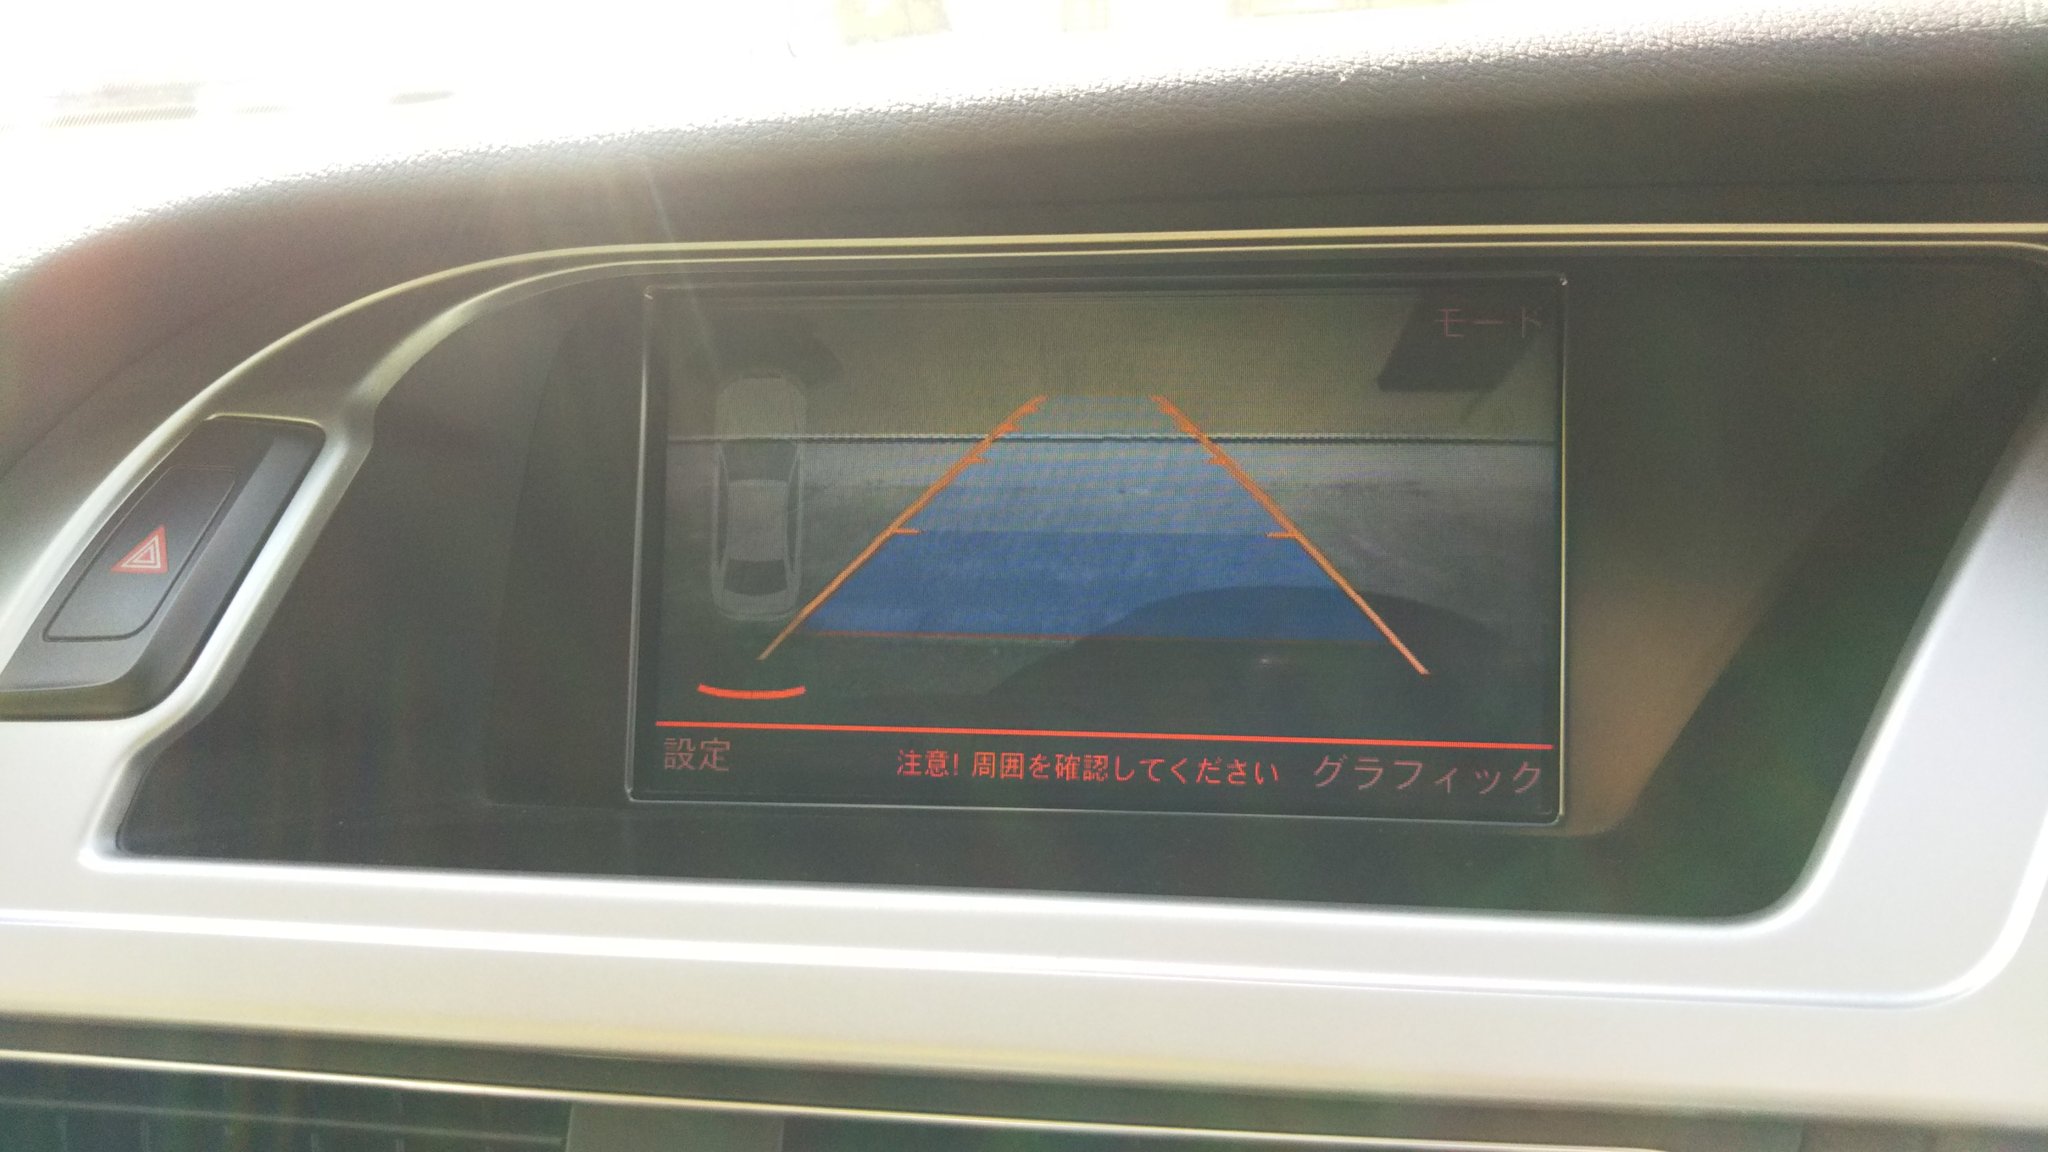 モード
設定
注意! 周囲を確認してください
グラフィック